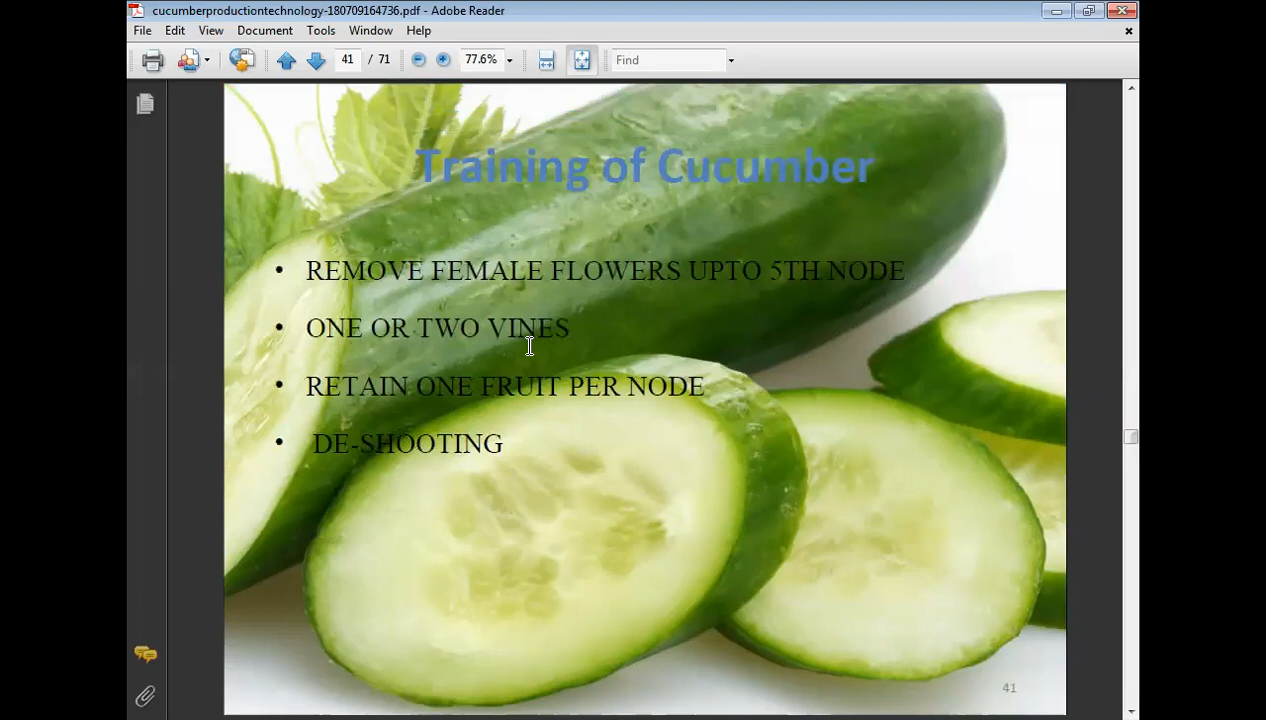 cucumberproductiontechnology-180709164736.pdf - Adobe Reader
File Edit View Document Tools Window Help
41 / 71 77.6% Find
Training of Cucumber
• REMOVE FEMALE FLOWERS UPTO 5TH NODE
• ONE OR TWO VINES
• RETAIN ONE FRUIT PER NODE
• DE-SHOOTING
41